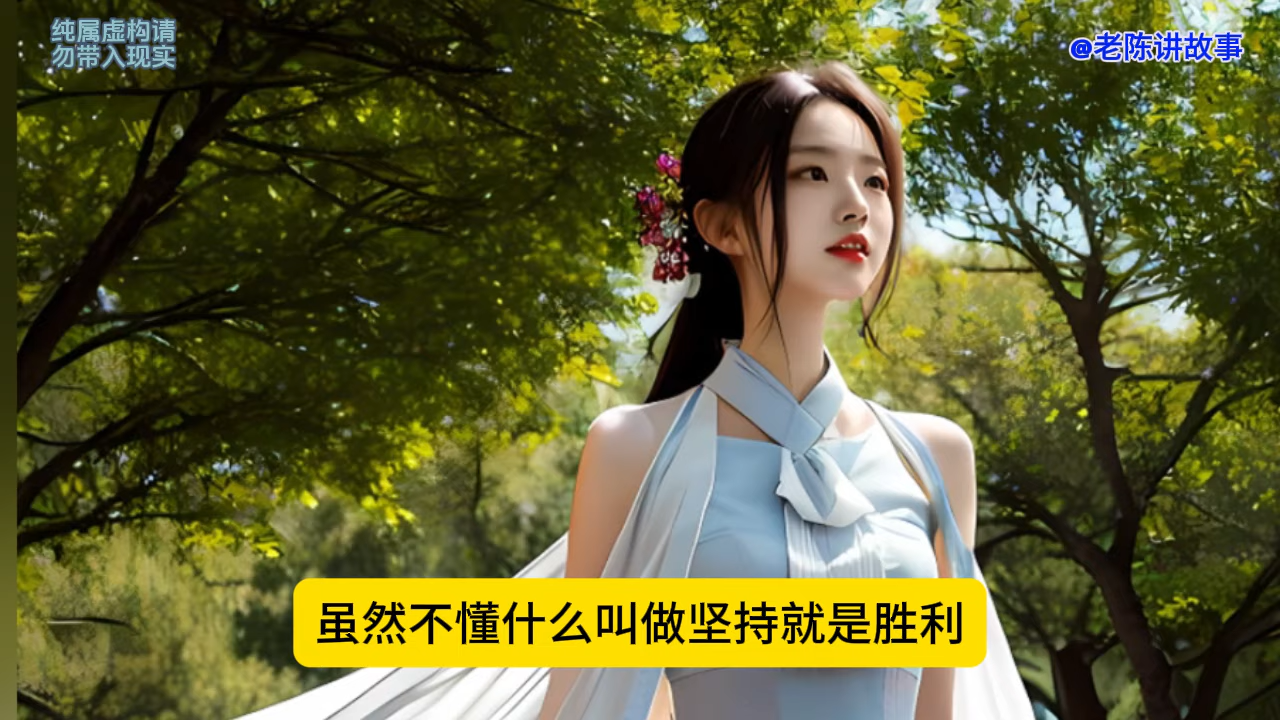 纯属虚构请
勿带入现实
@老陈讲故事
虽然不懂什么叫做坚持就是胜利